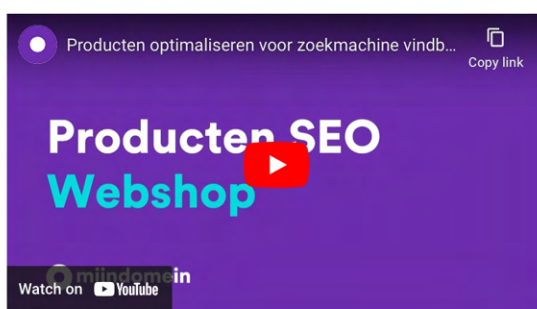 Producten optimaliseren voor zoekmachine vindb...
Copy link
Producten SEO
Webshop
mijndomein
Watch on YouTube